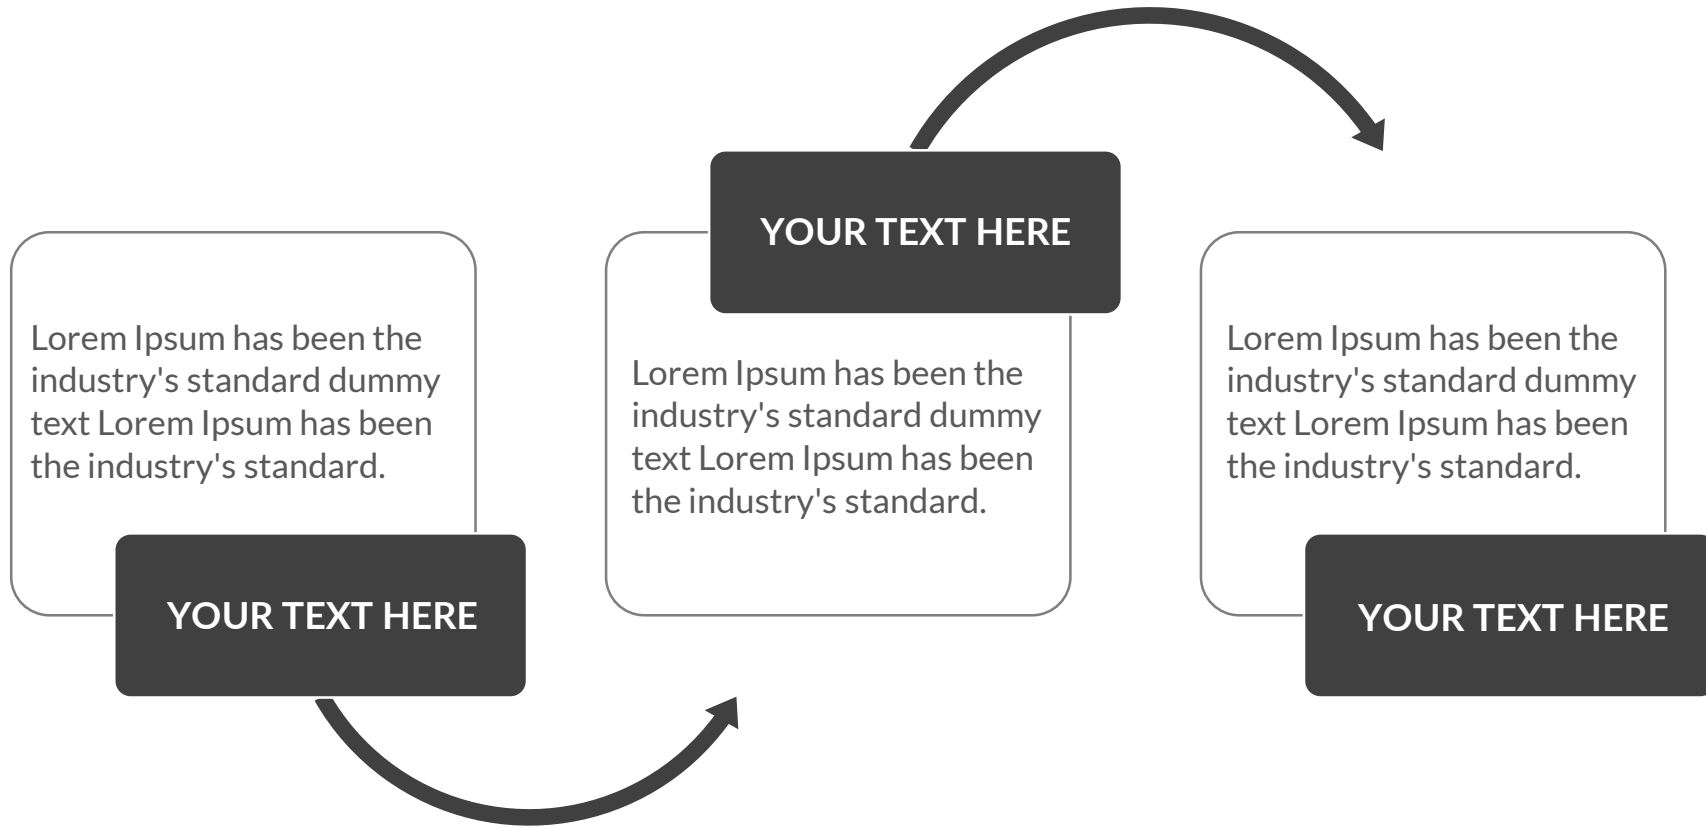 Lorem Ipsum has been the
industry's standard dummy
text Lorem Ipsum has been
the industry's standard.
YOUR TEXT HERE
YOUR TEXT HERE
Lorem Ipsum has been the
industry's standard dummy
text Lorem Ipsum has been
the industry's standard.
Lorem Ipsum has been the
industry's standard dummy
text Lorem Ipsum has been
the industry's standard.
YOUR TEXT HERE